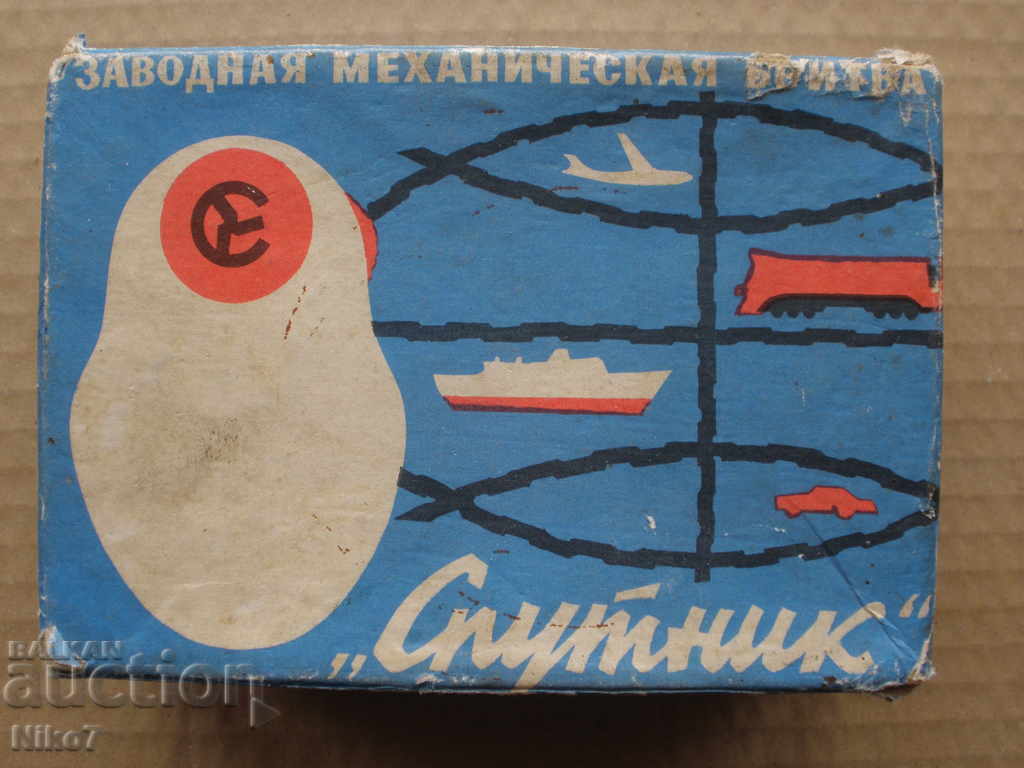 ЗАВОДНАЯ МЕХАНИЧЕСКАЯ БРИТВА
„Спутник“
BALKAN
auction
Niko7